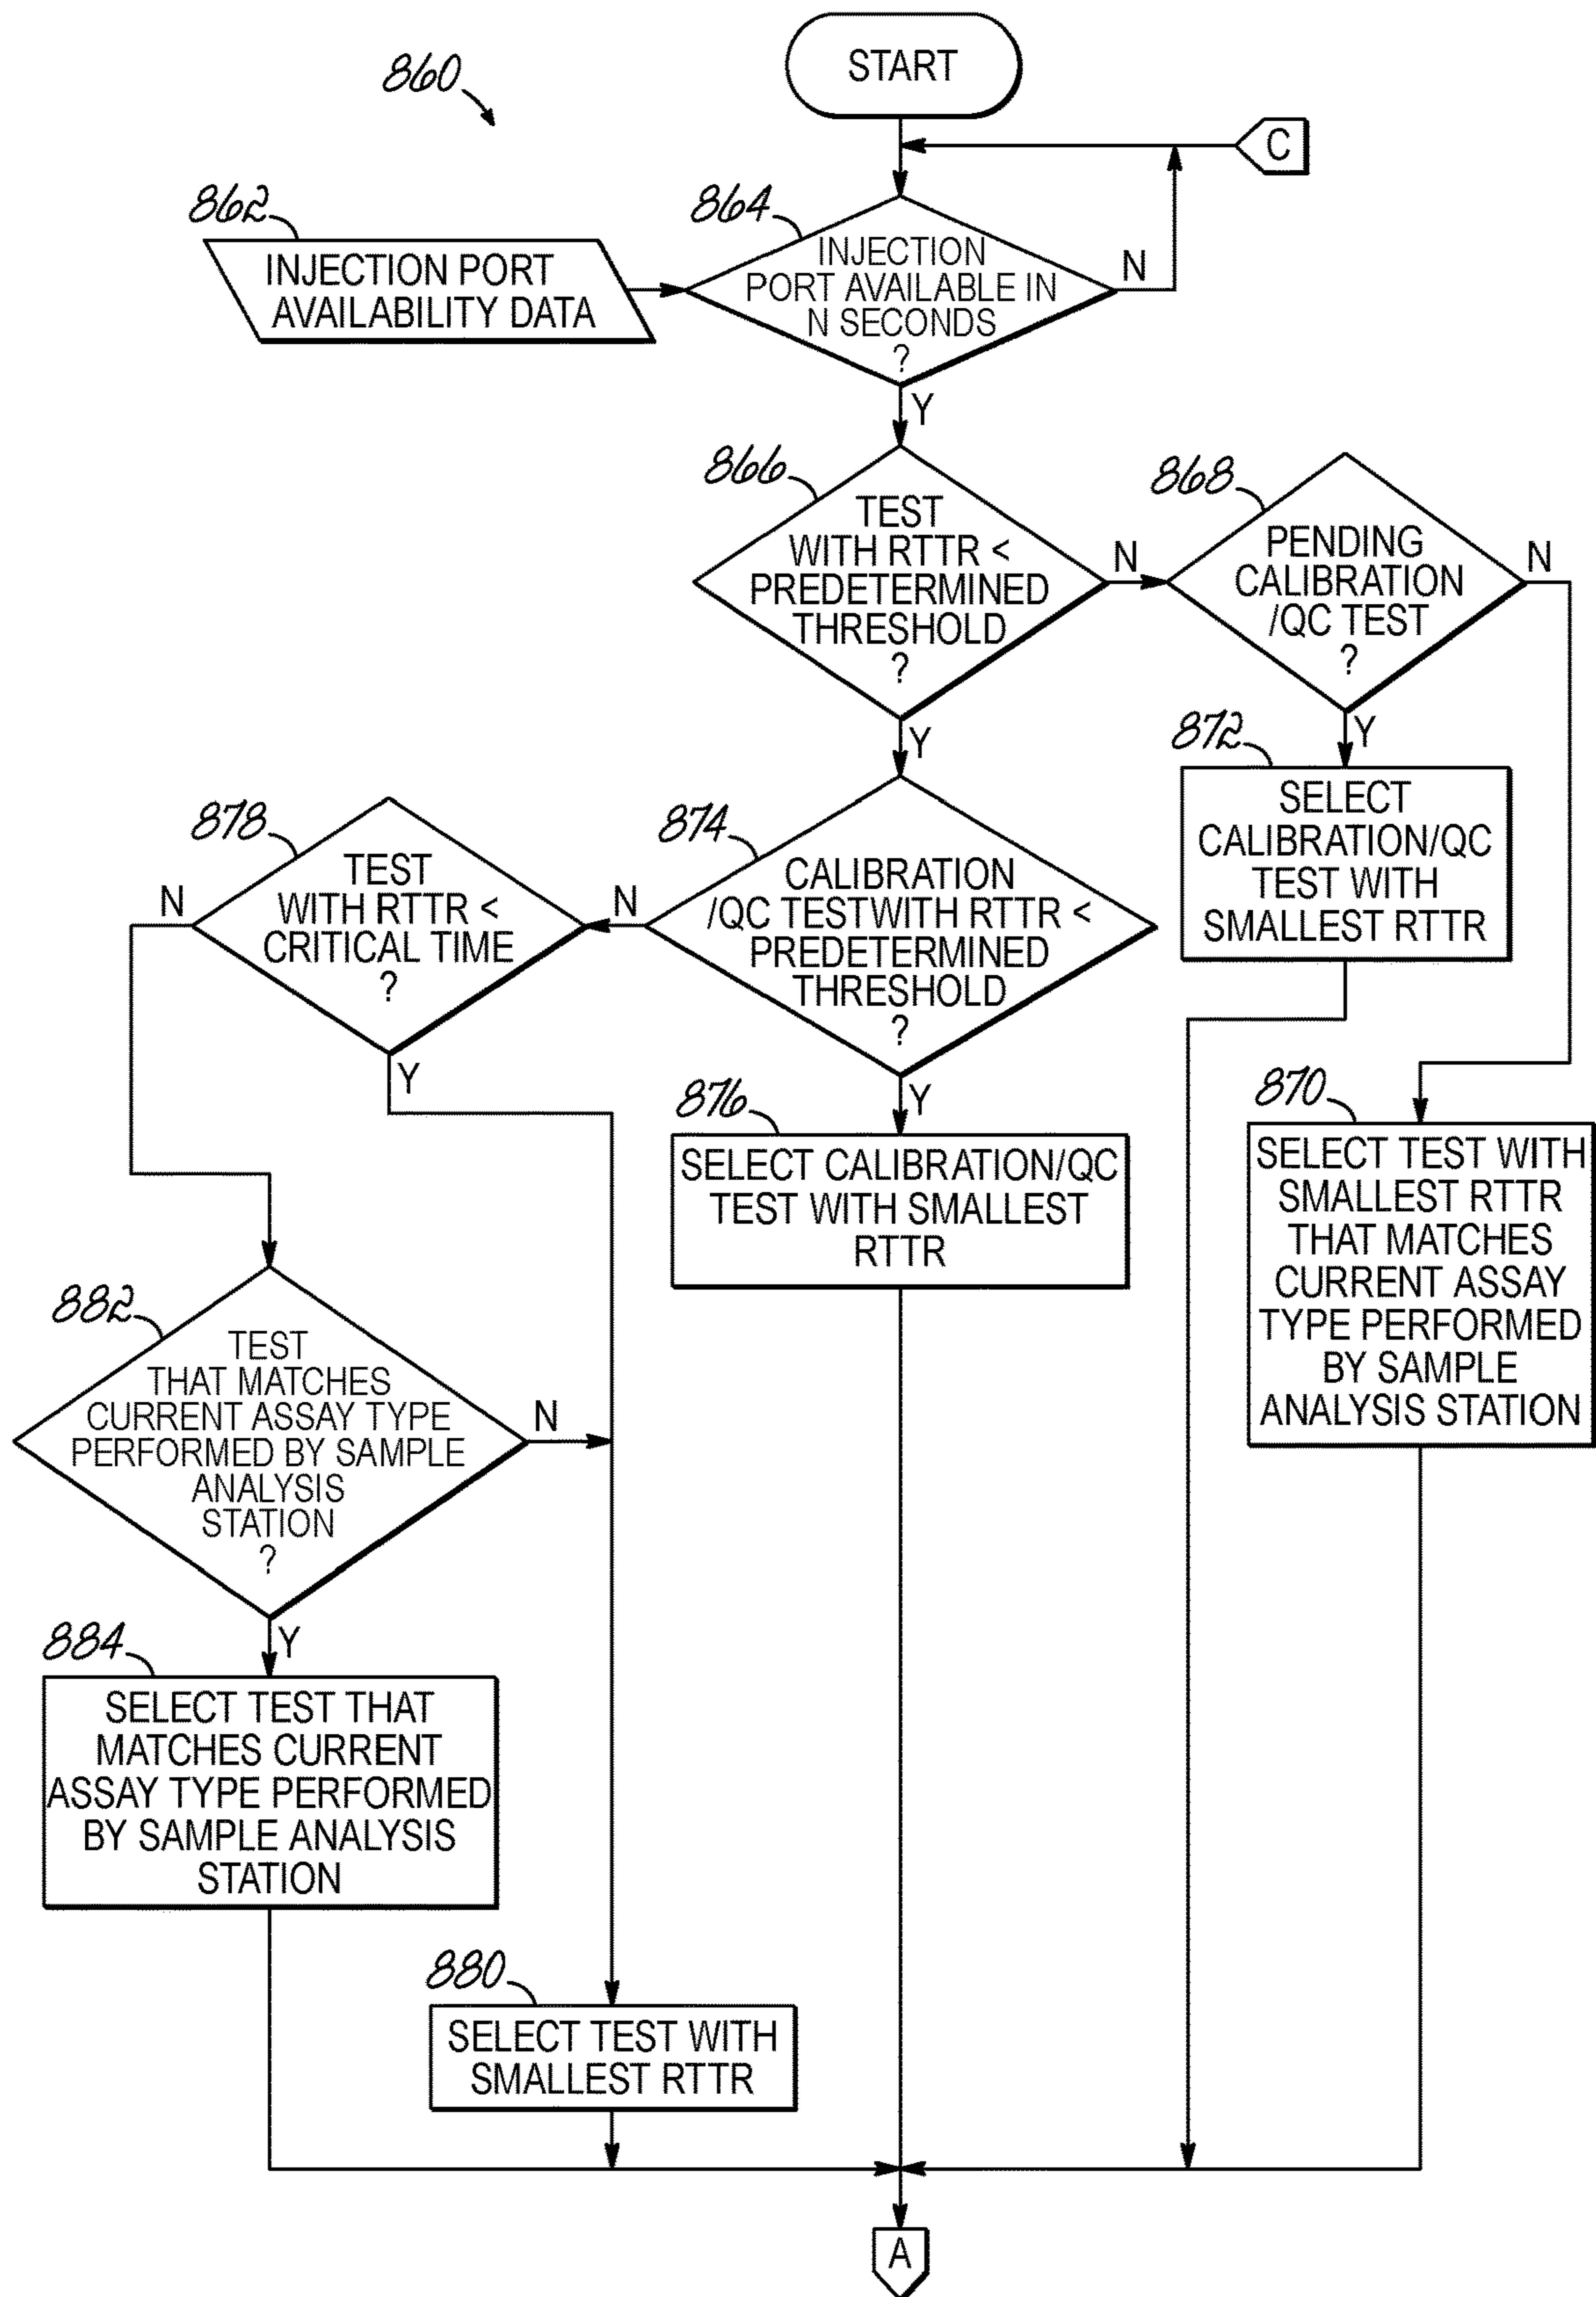 START
860
C
862
864
INJECTION PORT
AVAILABILITY DATA
INJECTION
PORT AVAILABLE IN
N SECONDS
?
N
Y
866
868
TEST
WITH RTTR <
PREDETERMINED
THRESHOLD
?
N
PENDING
CALIBRATION
/QC TEST
?
N
Y
Y
872
SELECT
CALIBRATION/QC
TEST WITH
SMALLEST RTTR
878
874
TEST
WITH RTTR <
CRITICAL TIME
?
N
N
CALIBRATION
/QC TESTWITH RTTR <
PREDETERMINED
THRESHOLD
?
Y
Y
876
870
SELECT CALIBRATION/QC
TEST WITH SMALLEST
RTTR
SELECT TEST WITH
SMALLEST RTTR
THAT MATCHES
CURRENT ASSAY
TYPE PERFORMED
BY SAMPLE
ANALYSIS STATION
882
TEST
THAT MATCHES
CURRENT ASSAY TYPE
PERFORMED BY SAMPLE
ANALYSIS
STATION
?
N
Y
884
SELECT TEST THAT
MATCHES CURRENT
ASSAY TYPE PERFORMED
BY SAMPLE ANALYSIS
STATION
880
SELECT TEST WITH
SMALLEST RTTR
A